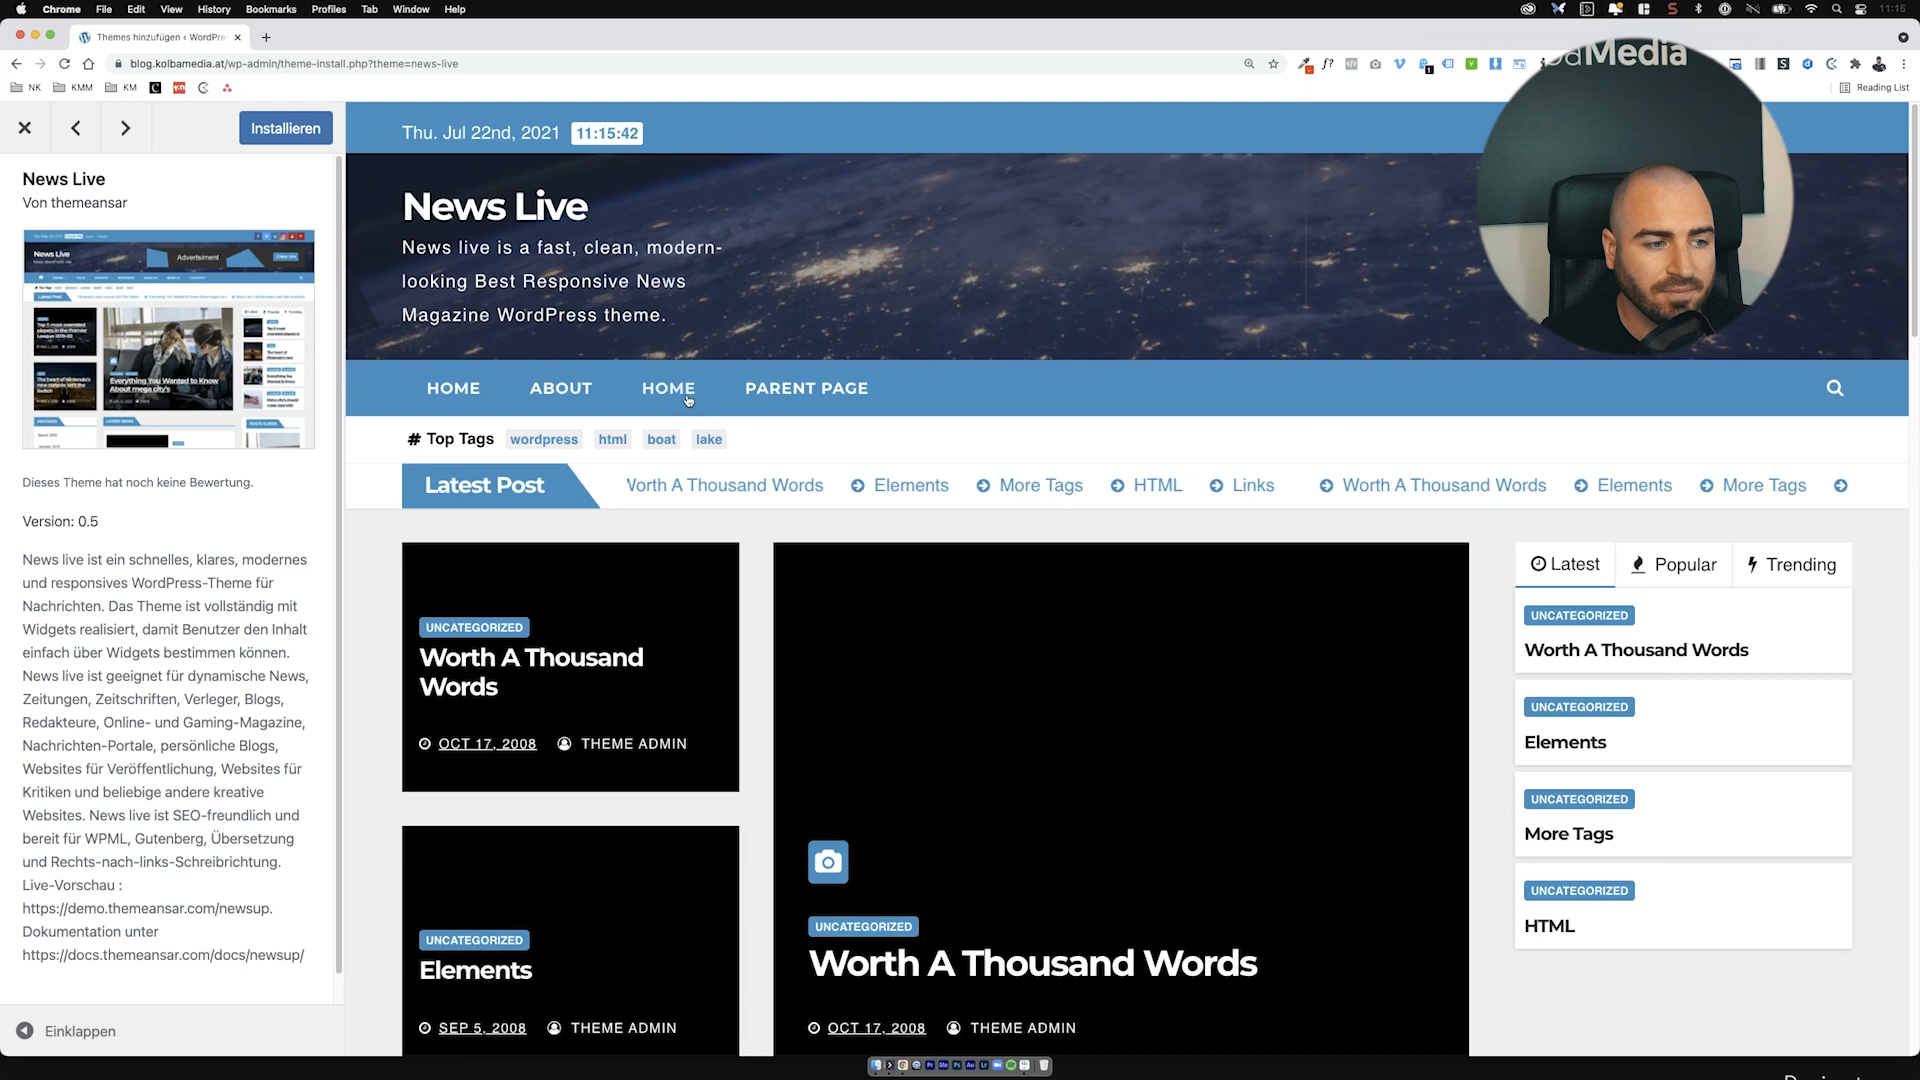 Chrome File Edit View History Bookmarks Profiles Tab Window Help
11:15
Themes hinzufügen ‹ WordPre
blog.kolbamedia.at/wp-admin/theme-install.php?theme=news-live
NK KMM KM
Reading List
Media
Installieren
News Live
Von themeansar
Dieses Theme hat noch keine Bewertung.
Version: 0.5
News live ist ein schnelles, klares, modernes
und responsives WordPress-Theme für
Nachrichten. Das Theme ist vollständig mit
Widgets realisiert, damit Benutzer den Inhalt
einfach über Widgets bestimmen können.
News live ist geeignet für dynamische News,
Zeitungen, Zeitschriften, Verleger, Blogs,
Redakteure, Online- und Gaming-Magazine,
Nachrichten-Portale, persönliche Blogs,
Websites für Veröffentlichung, Websites für
Kritiken und beliebige andere kreative
Websites. News live ist SEO-freundlich und
bereit für WPML, Gutenberg, Übersetzung
und Rechts-nach-links-Schreibrichtung.
Live-Vorschau :
https://demo.themeansar.com/newsup.
Dokumentation unter
https://docs.themeansar.com/docs/newsup/
Einklappen
Thu. Jul 22nd, 2021 11:15:42
News Live
News live is a fast, clean, modern-
looking Best Responsive News
Magazine WordPress theme.
HOME ABOUT HOME PARENT PAGE
# Top Tags wordpress html boat lake
Latest Post
Worth A Thousand Words Elements More Tags HTML Links Worth A Thousand Words Elements More Tags
UNCATEGORIZED
Worth A Thousand
Words
OCT 17, 2008 THEME ADMIN
UNCATEGORIZED
Elements
SEP 5, 2008 THEME ADMIN
UNCATEGORIZED
Worth A Thousand Words
OCT 17, 2008 THEME ADMIN
Latest Popular Trending
UNCATEGORIZED
Worth A Thousand Words
UNCATEGORIZED
Elements
UNCATEGORIZED
More Tags
UNCATEGORIZED
HTML